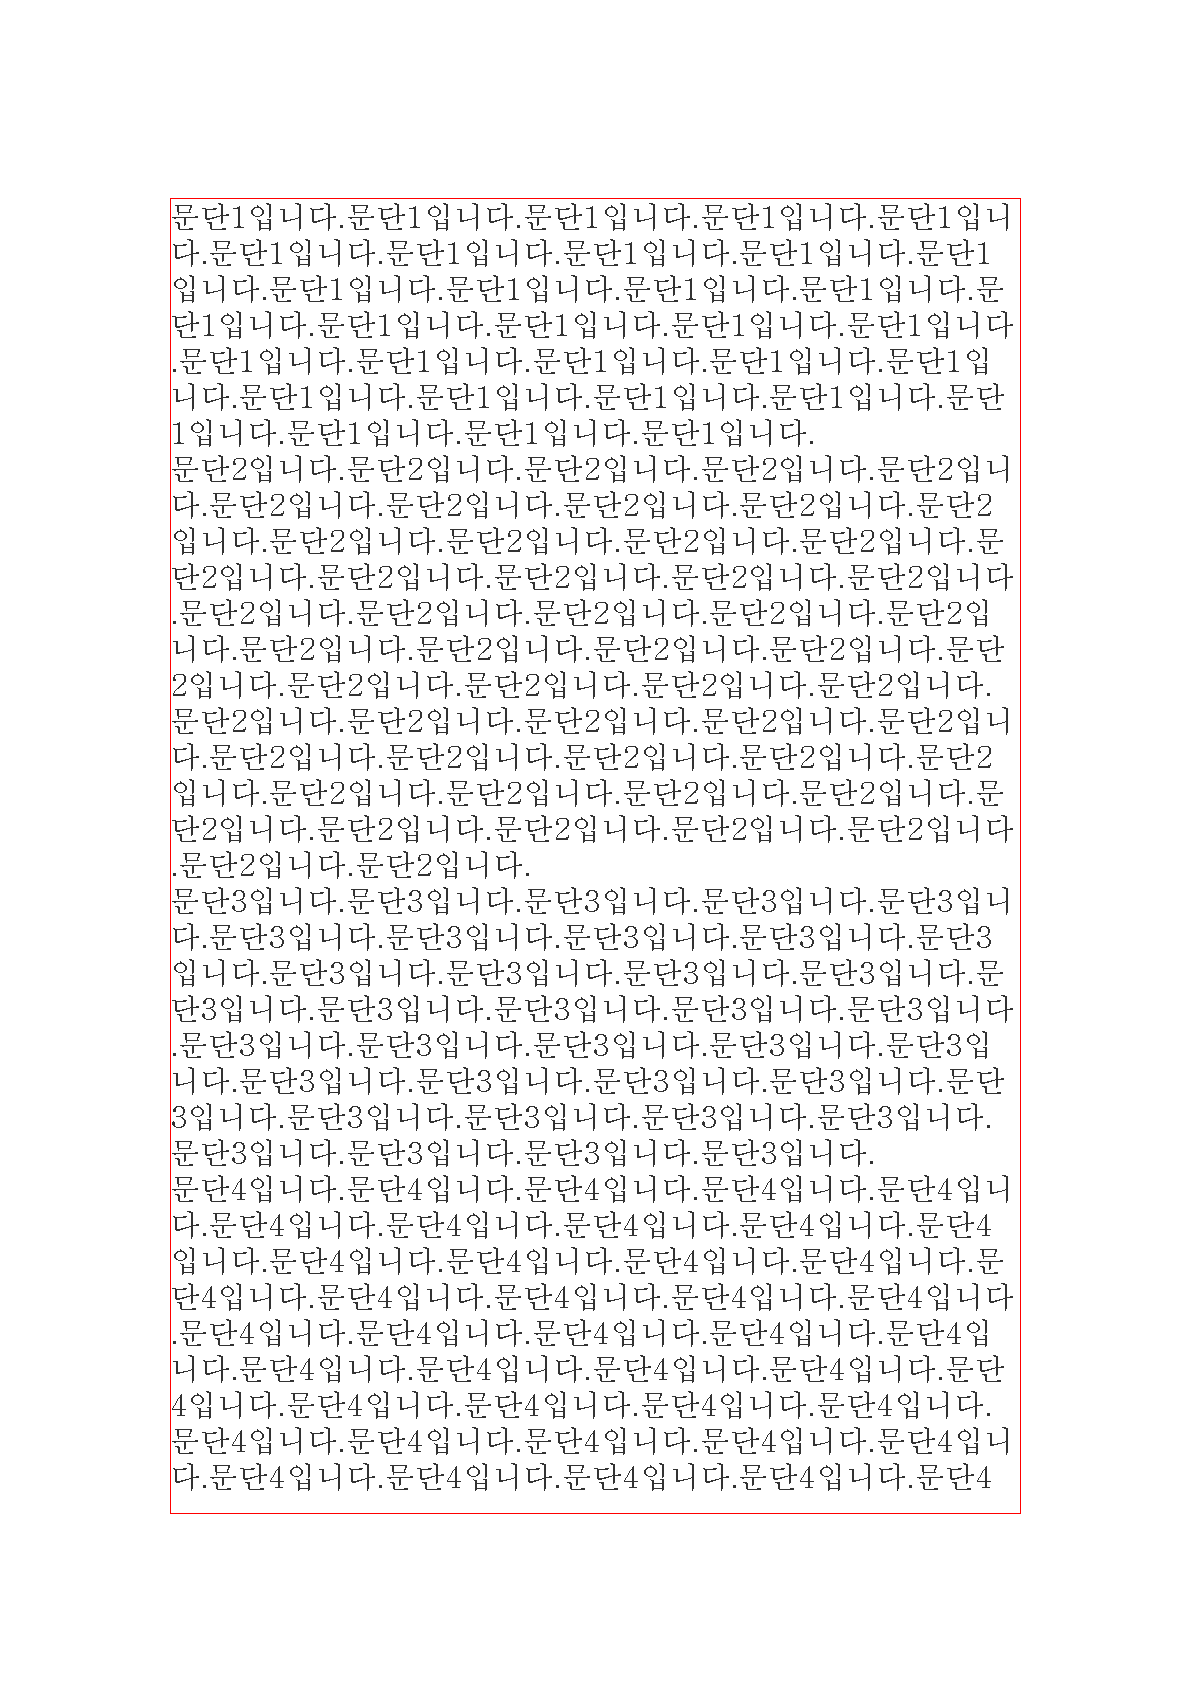 문단1입니다.문단1입니다.문단1입니다.문단1입니다.문단1입니
다.문단1입니다.문단1입니다.문단1입니다.문단1입니다.문단1
입니다.문단1입니다.문단1입니다.문단1입니다.문단1입니다.문
단1입니다.문단1입니다.문단1입니다.문단1입니다.문단1입니다
.문단1입니다.문단1입니다.문단1입니다.문단1입니다.문단1입
니다.문단1입니다.문단1입니다.문단1입니다.문단1입니다.문단
1입니다.문단1입니다.문단1입니다.문단1입니다.
문단2입니다.문단2입니다.문단2입니다.문단2입니다.문단2입니
다.문단2입니다.문단2입니다.문단2입니다.문단2입니다.문단2
입니다.문단2입니다.문단2입니다.문단2입니다.문단2입니다.문
단2입니다.문단2입니다.문단2입니다.문단2입니다.문단2입니다
.문단2입니다.문단2입니다.문단2입니다.문단2입니다.문단2입
니다.문단2입니다.문단2입니다.문단2입니다.문단2입니다.문단
2입니다.문단2입니다.문단2입니다.문단2입니다.문단2입니다.
문단2입니다.문단2입니다.문단2입니다.문단2입니다.문단2입니
다.문단2입니다.문단2입니다.문단2입니다.문단2입니다.문단2
입니다.문단2입니다.문단2입니다.문단2입니다.문단2입니다.문
단2입니다.문단2입니다.문단2입니다.문단2입니다.문단2입니다
.문단2입니다.문단2입니다.
문단3입니다.문단3입니다.문단3입니다.문단3입니다.문단3입니
다.문단3입니다.문단3입니다.문단3입니다.문단3입니다.문단3
입니다.문단3입니다.문단3입니다.문단3입니다.문단3입니다.문
단3입니다.문단3입니다.문단3입니다.문단3입니다.문단3입니다
.문단3입니다.문단3입니다.문단3입니다.문단3입니다.문단3입
니다.문단3입니다.문단3입니다.문단3입니다.문단3입니다.문단
3입니다.문단3입니다.문단3입니다.문단3입니다.문단3입니다.
문단3입니다.문단3입니다.문단3입니다.문단3입니다.
문단4입니다.문단4입니다.문단4입니다.문단4입니다.문단4입니
다.문단4입니다.문단4입니다.문단4입니다.문단4입니다.문단4
입니다.문단4입니다.문단4입니다.문단4입니다.문단4입니다.문
단4입니다.문단4입니다.문단4입니다.문단4입니다.문단4입니다
.문단4입니다.문단4입니다.문단4입니다.문단4입니다.문단4입
니다.문단4입니다.문단4입니다.문단4입니다.문단4입니다.문단
4입니다.문단4입니다.문단4입니다.문단4입니다.문단4입니다.
문단4입니다.문단4입니다.문단4입니다.문단4입니다.문단4입니
다.문단4입니다.문단4입니다.문단4입니다.문단4입니다.문단4